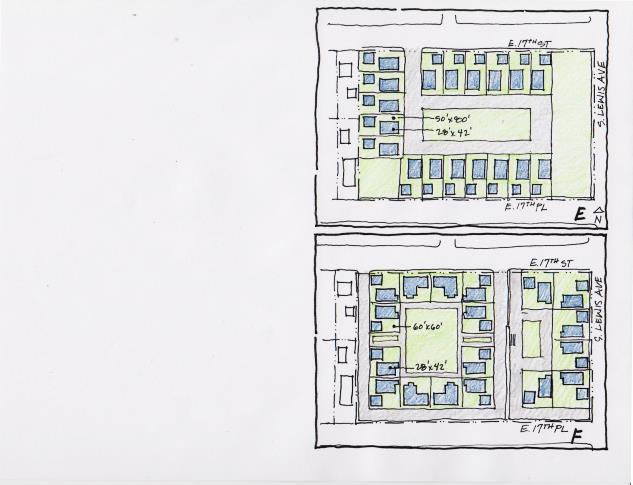 E. 17TH ST
S. LEWIS AVE
50'x80'
28'x42'
E. 17TH PL
E
N
E. 17TH ST
S. LEWIS AVE
60'x60'
28'x42'
E. 17TH PL
F